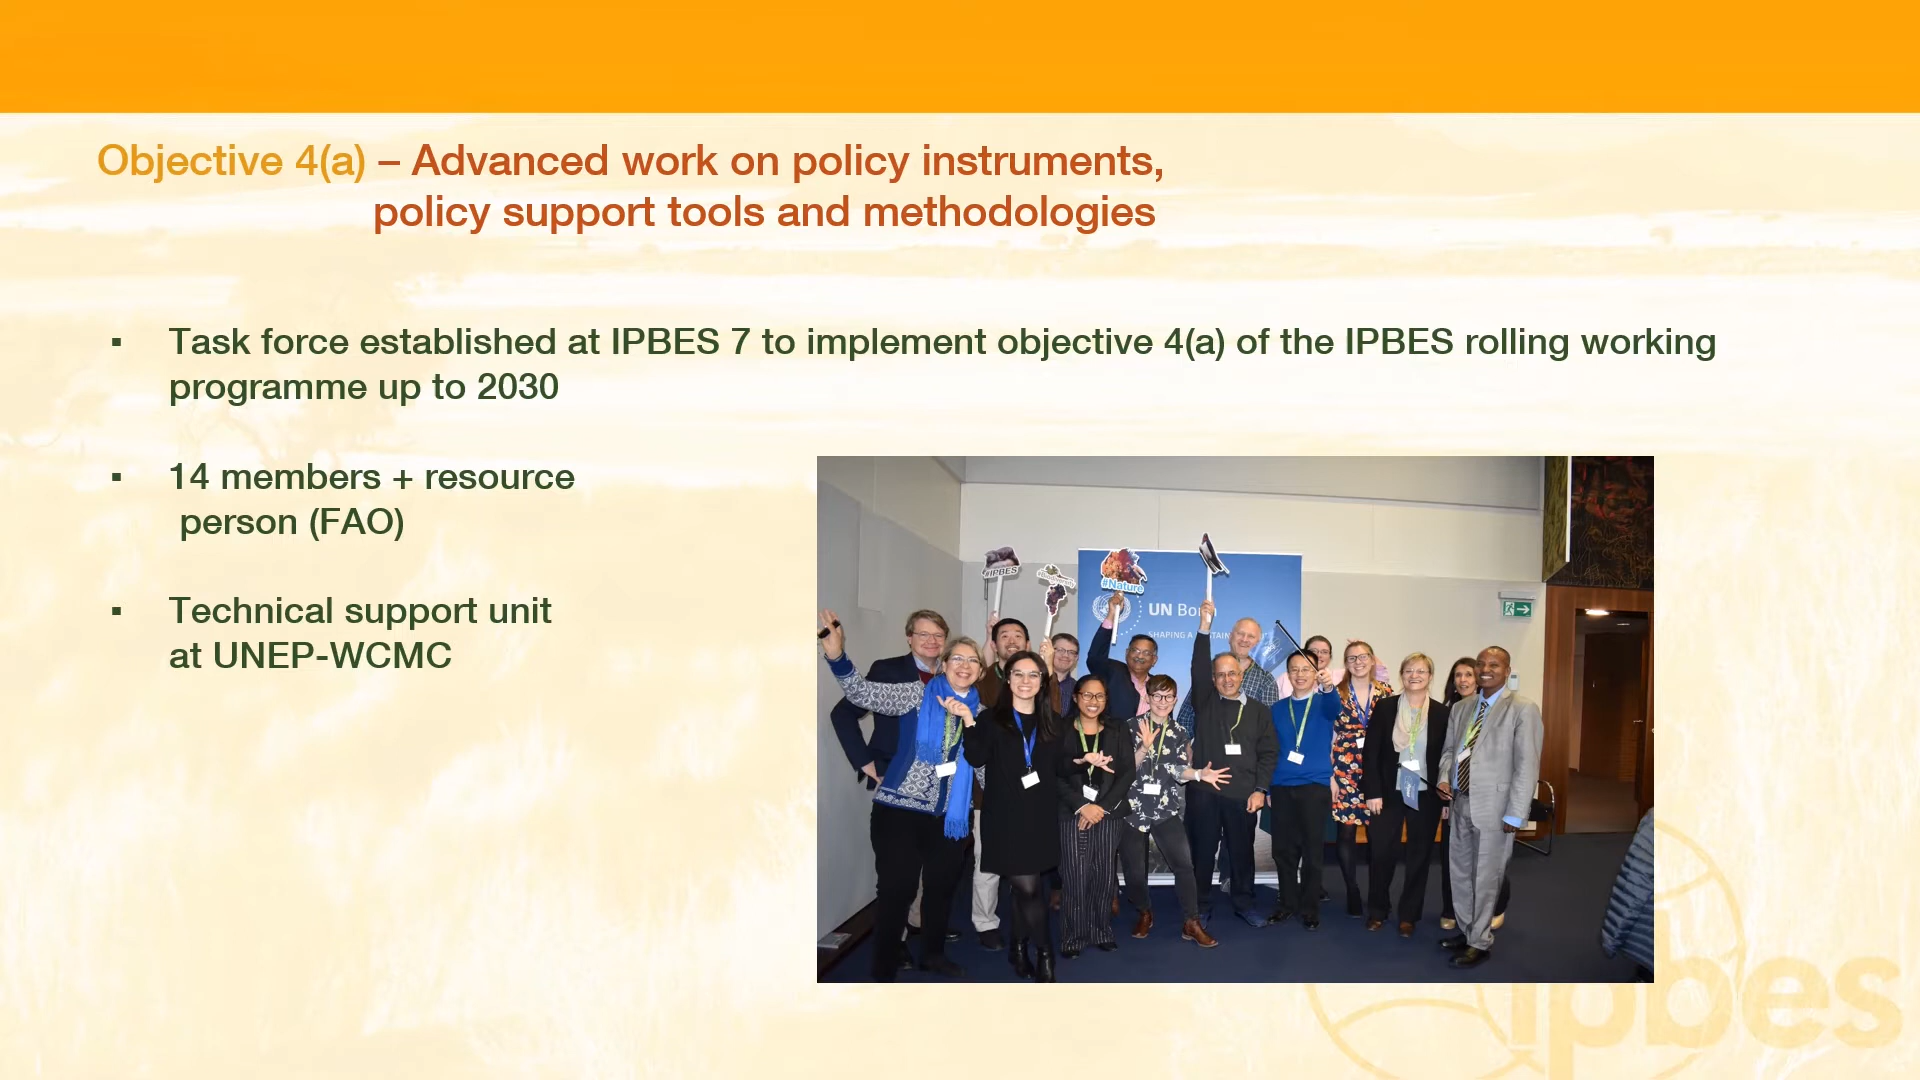 Objective 4(a) – Advanced work on policy instruments,
policy support tools and methodologies
▪ Task force established at IPBES 7 to implement objective 4(a) of the IPBES rolling working
programme up to 2030
▪ 14 members + resource
person (FAO)
▪ Technical support unit
at UNEP-WCMC
#IPBES
#Nature
UN Bonn
SHAPING A
ipbes